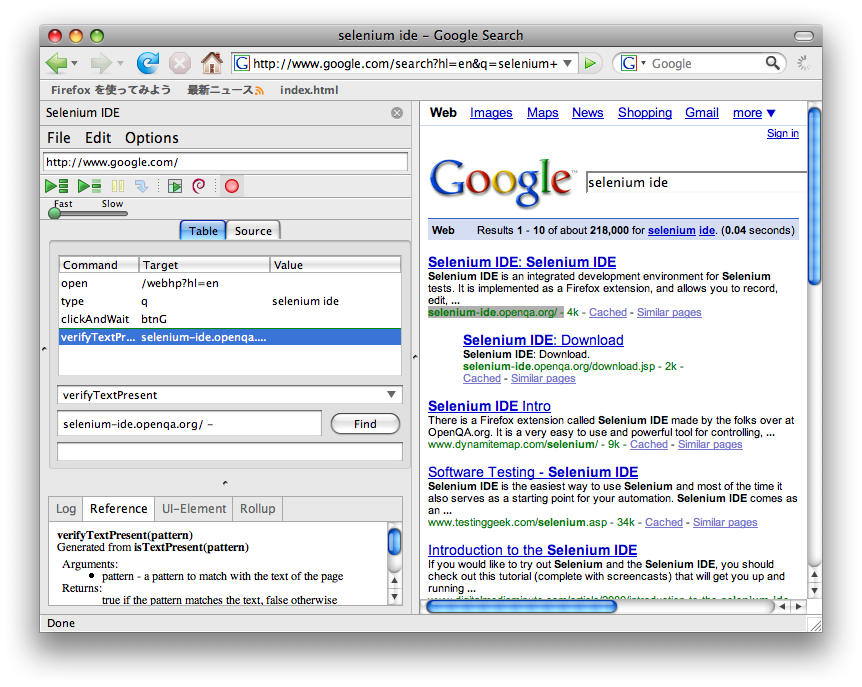 selenium ide - Google Search
http://www.google.com/search?hl=en&q=selenium+
Google
Firefox を使ってみよう 最新ニュース index.html
Selenium IDE
File Edit Options
http://www.google.com/
Fast Slow
Table Source
Command Target Value
open /webhp?hl=en
type q selenium ide
clickAndWait btnG
verifyTextPr... selenium-ide.openqa....
verifyTextPresent
selenium-ide.openqa.org/ - Find
Log Reference UI-Element Rollup
verifyTextPresent(pattern)
Generated from isTextPresent(pattern)
Arguments:
• pattern - a pattern to match with the text of the page
Returns:
true if the pattern matches the text, false otherwise
Web Images Maps News Shopping Gmail more ▼
Sign in
Google™ selenium ide
Web Results 1 - 10 of about 218,000 for selenium ide. (0.04 seconds)
Selenium IDE: Selenium IDE
Selenium IDE is an integrated development environment for Selenium
tests. It is implemented as a Firefox extension, and allows you to record,
edit, ...
selenium-ide.openqa.org/ - 4k - Cached - Similar pages
Selenium IDE: Download
Selenium IDE: Download.
selenium-ide.openqa.org/download.jsp - 2k -
Cached - Similar pages
Selenium IDE Intro
There is a Firefox extension called Selenium IDE made by the folks over at
OpenQA.org. It is a very easy to use and powerful tool for controlling, ...
www.dynamitemap.com/selenium/ - 9k - Cached - Similar pages
Software Testing - Selenium IDE
Selenium IDE is the easiest way to use Selenium and most of the time it
also serves as a starting point for your automation. Selenium IDE comes as
an ...
www.testinggeek.com/selenium.asp - 34k - Cached - Similar pages
Introduction to the Selenium IDE
If you would like to try out Selenium and the Selenium IDE, you should
check out this tutorial (complete with screencasts) that will get you up and
running ...
www.digitalmediaminute.com/article/2000/introduction-to-the-selenium-ide
Done